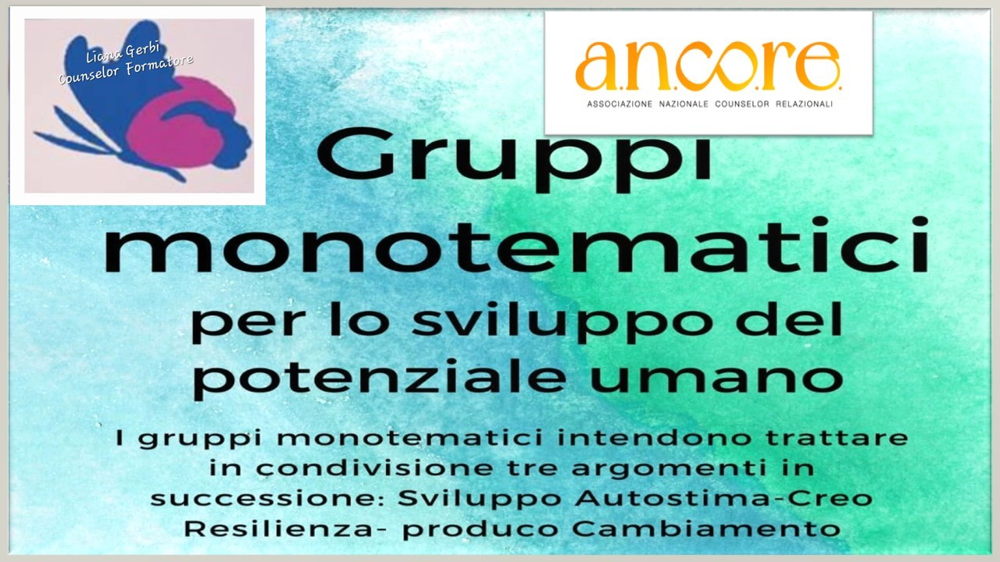 Liana Gerbi
Counselor Formatore
a.n.co.re.
ASSOCIAZIONE NAZIONALE COUNSELOR RELAZIONALI
Gruppi
monotematici
per lo sviluppo del
potenziale umano
I gruppi monotematici intendono trattare
in condivisione tre argomenti in
successione: Sviluppo Autostima-Creo
Resilienza- produco Cambiamento